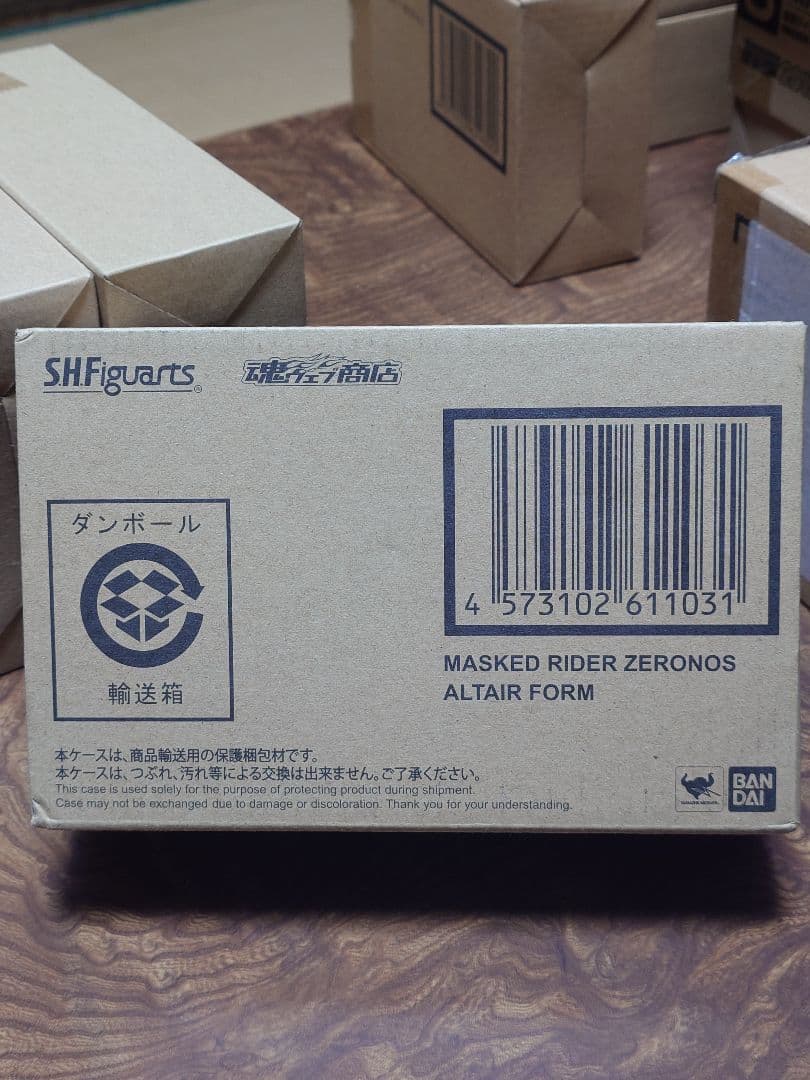 S.H.Figuarts
魂ウェブ商店
ダンボール
輸送箱
4 573102 611031
MASKED RIDER ZERONOS
ALTAIR FORM
本ケースは、商品輸送用の保護梱包材です。
本ケースは、つぶれ、汚れ等による交換は出来ません。ご了承ください。
This case is used solely for the purpose of protecting product during shipment.
Case may not be exchanged due to damage or discoloration. Thank you for your understanding.
BAN
DAI